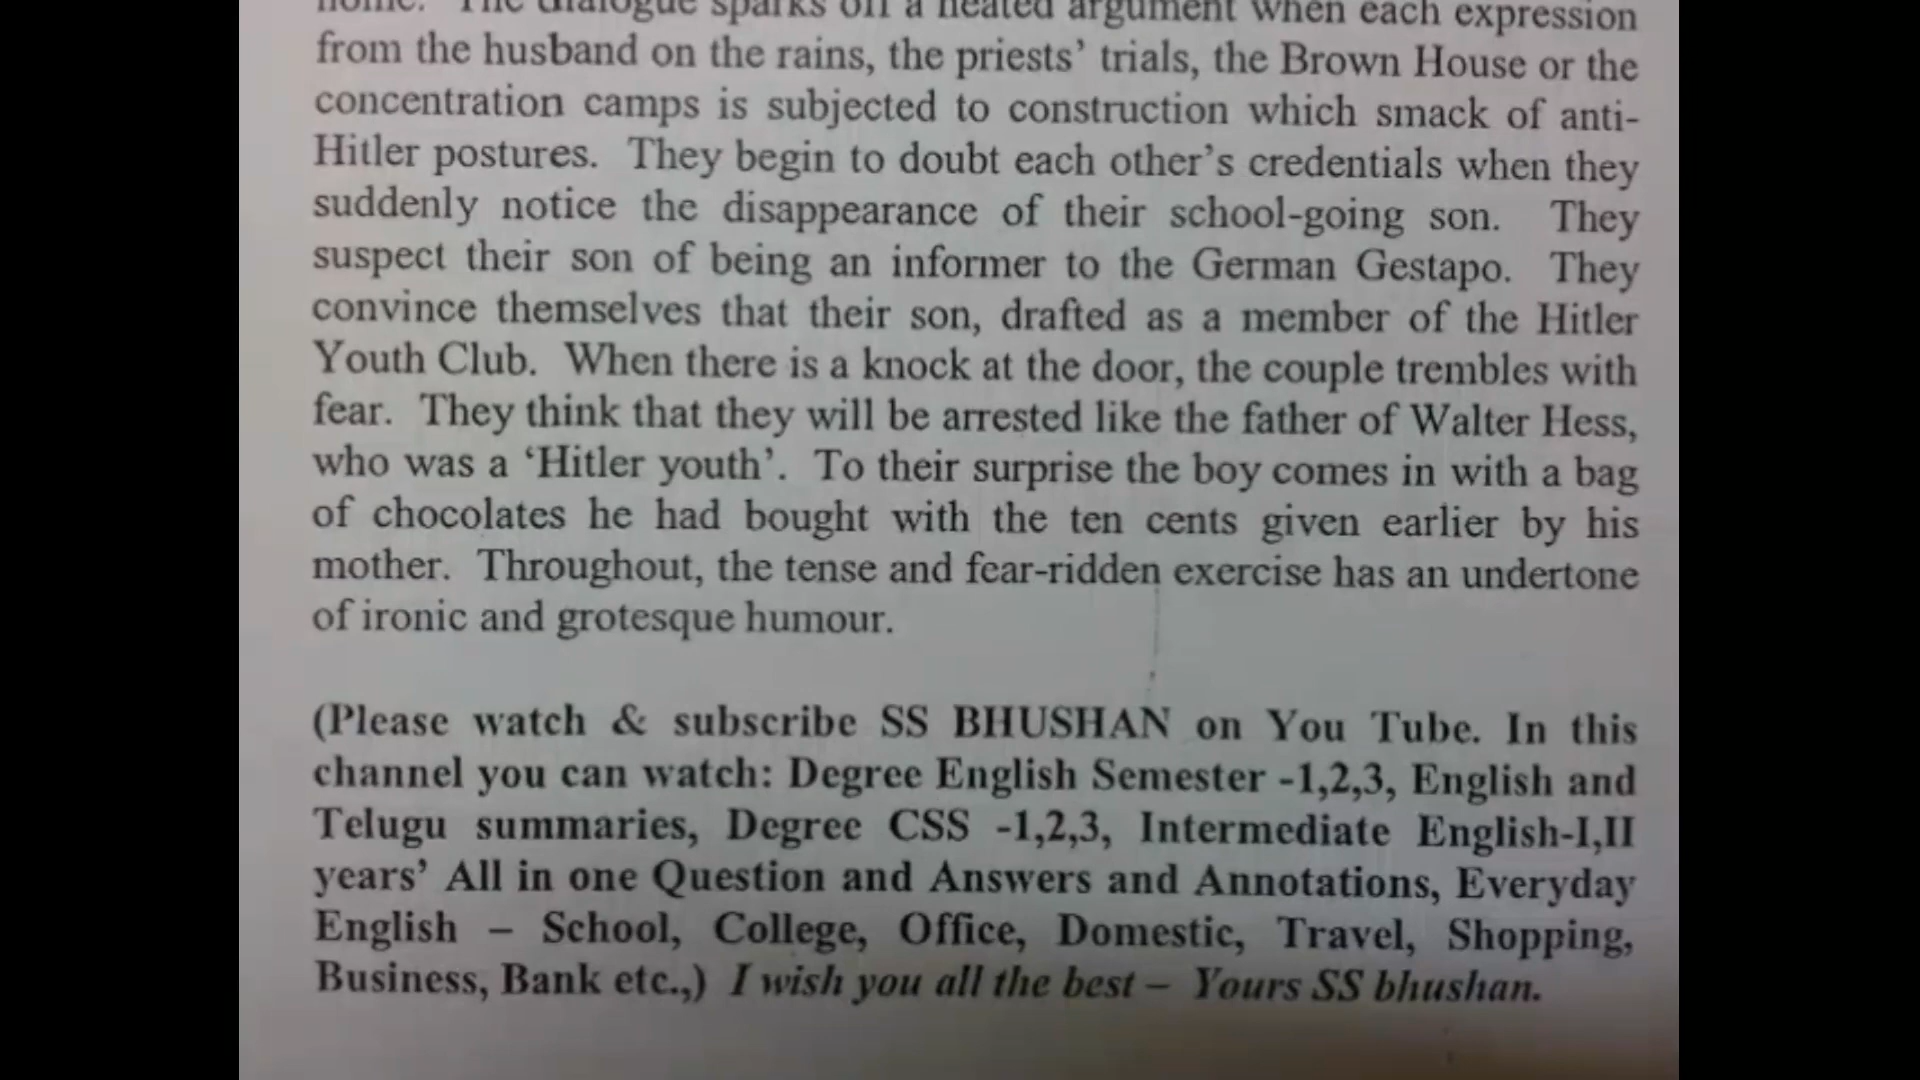 home. The dialogue sparks off a heated argument when each expression
from the husband on the rains, the priests’ trials, the Brown House or the
concentration camps is subjected to construction which smack of anti-
Hitler postures. They begin to doubt each other’s credentials when they
suddenly notice the disappearance of their school-going son. They
suspect their son of being an informer to the German Gestapo. They
convince themselves that their son, drafted as a member of the Hitler
Youth Club. When there is a knock at the door, the couple trembles with
fear. They think that they will be arrested like the father of Walter Hess,
who was a ‘Hitler youth’. To their surprise the boy comes in with a bag
of chocolates he had bought with the ten cents given earlier by his
mother. Throughout, the tense and fear-ridden exercise has an undertone
of ironic and grotesque humour.
(Please watch & subscribe SS BHUSHAN on You Tube. In this
channel you can watch: Degree English Semester -1,2,3, English and
Telugu summaries, Degree CSS -1,2,3, Intermediate English-I,II
years’ All in one Question and Answers and Annotations, Everyday
English – School, College, Office, Domestic, Travel, Shopping,
Business, Bank etc.,) I wish you all the best – Yours SS bhushan.